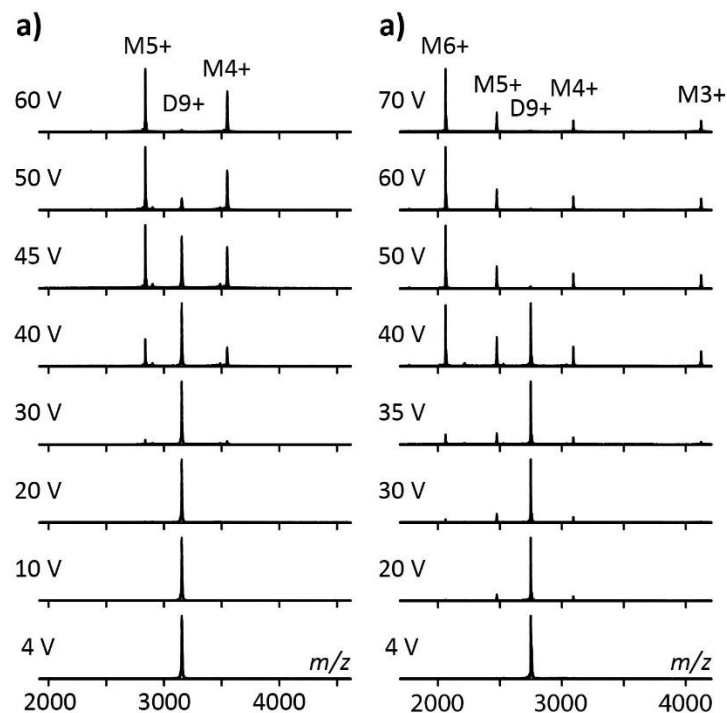 a)
M5+
D9+
M4+
60 V
50 V
45 V
40 V
30 V
20 V
10 V
4 V
m/z
2000
3000
4000
a)
M6+
M5+
D9+
M4+
M3+
70 V
60 V
50 V
40 V
35 V
30 V
20 V
4 V
m/z
2000
3000
4000